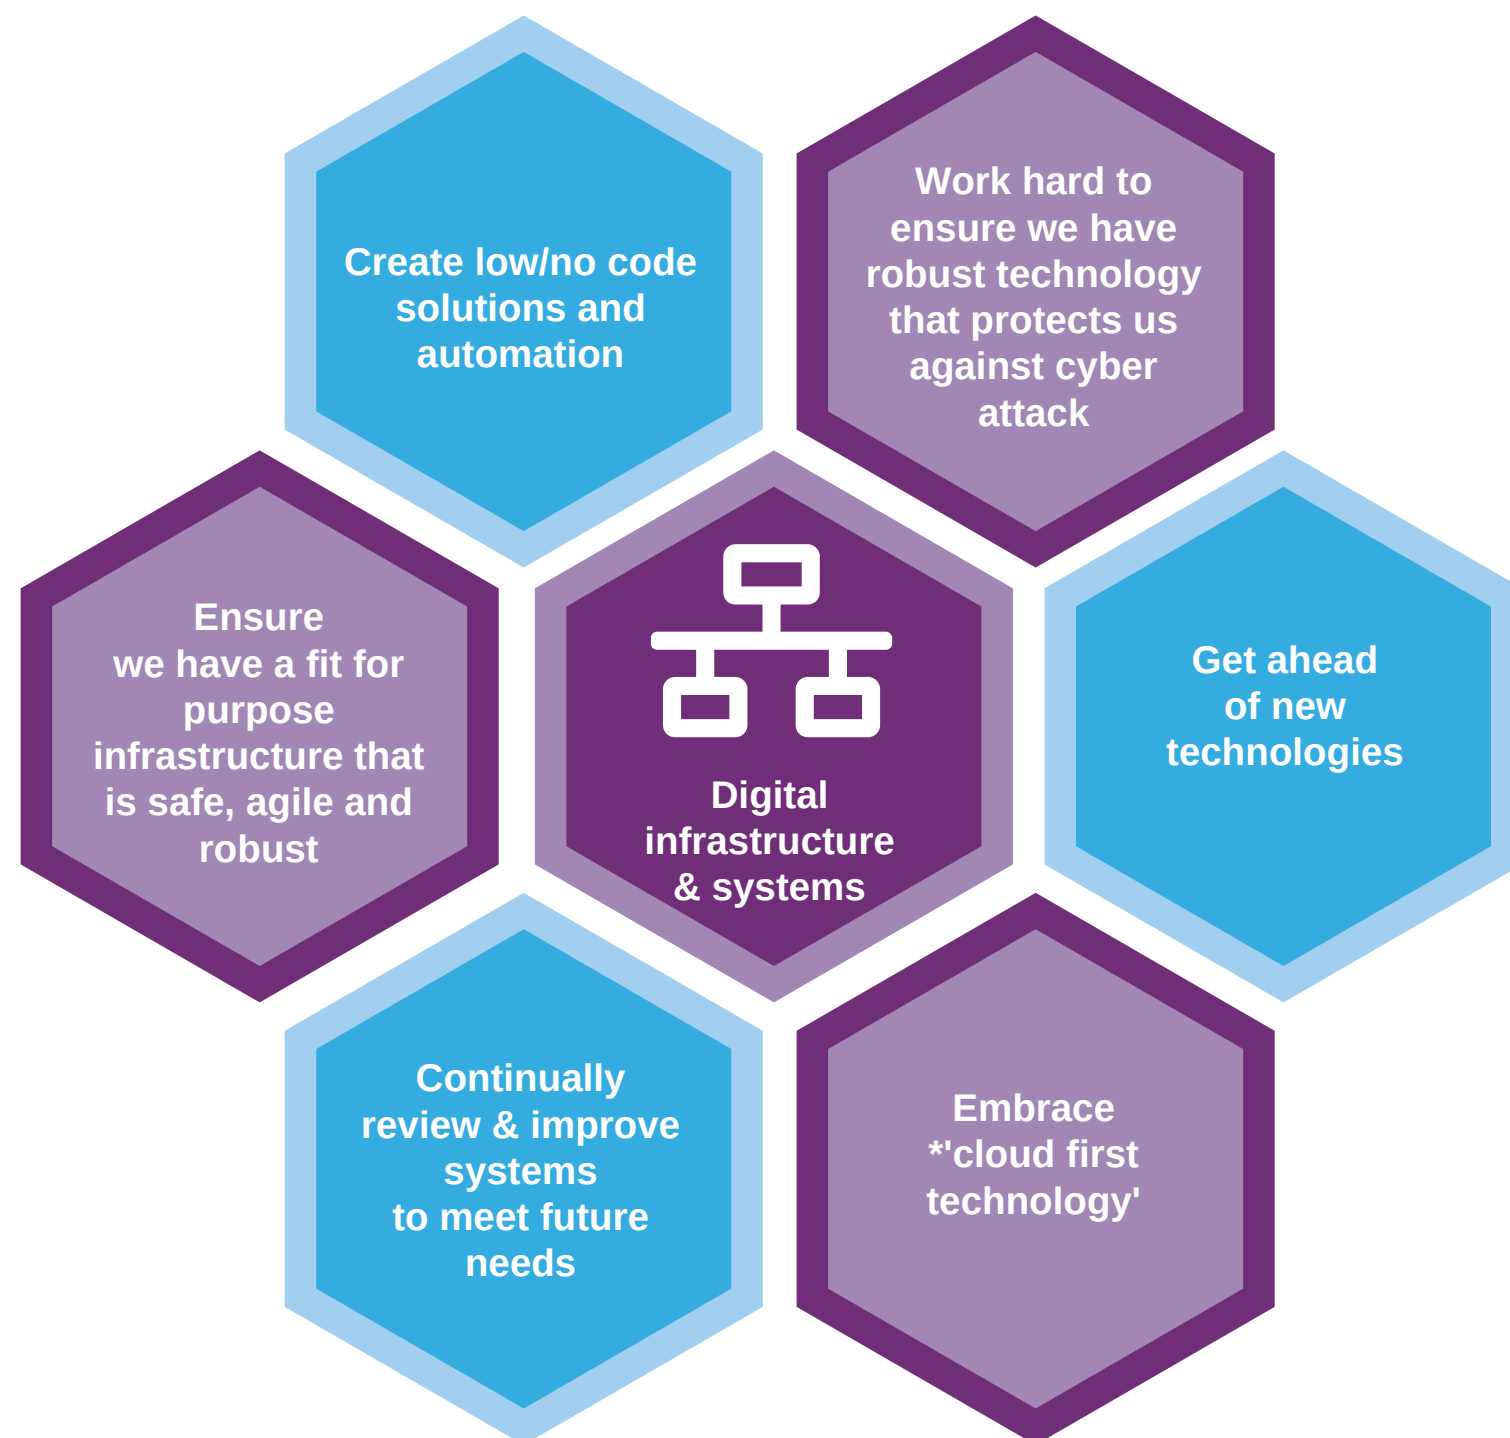 Create low/no code
solutions and
automation
Work hard to
ensure we have
robust technology
that protects us
against cyber
attack
Ensure
we have a fit for
purpose
infrastructure that
is safe, agile and
robust
Digital
infrastructure
& systems
Get ahead
of new
technologies
Continually
review & improve
systems
to meet future
needs
Embrace
*'cloud first
technology'